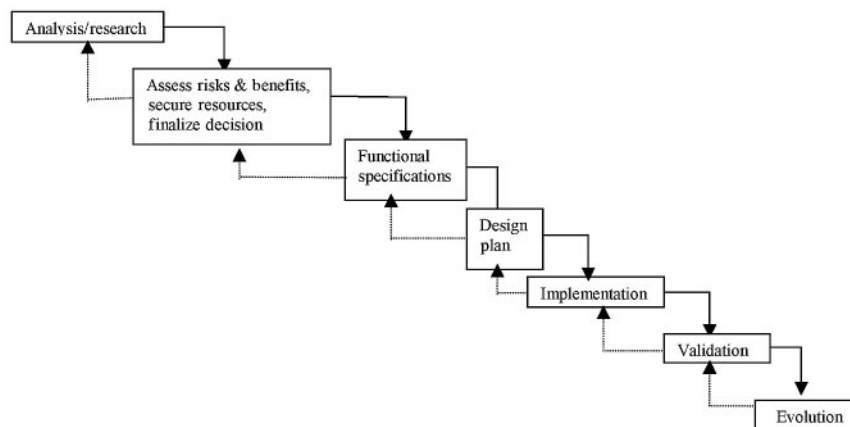 Analysis/research
Assess risks & benefits,
secure resources,
finalize decision
Functional
specifications
Design
plan
Implementation
Validation
Evolution